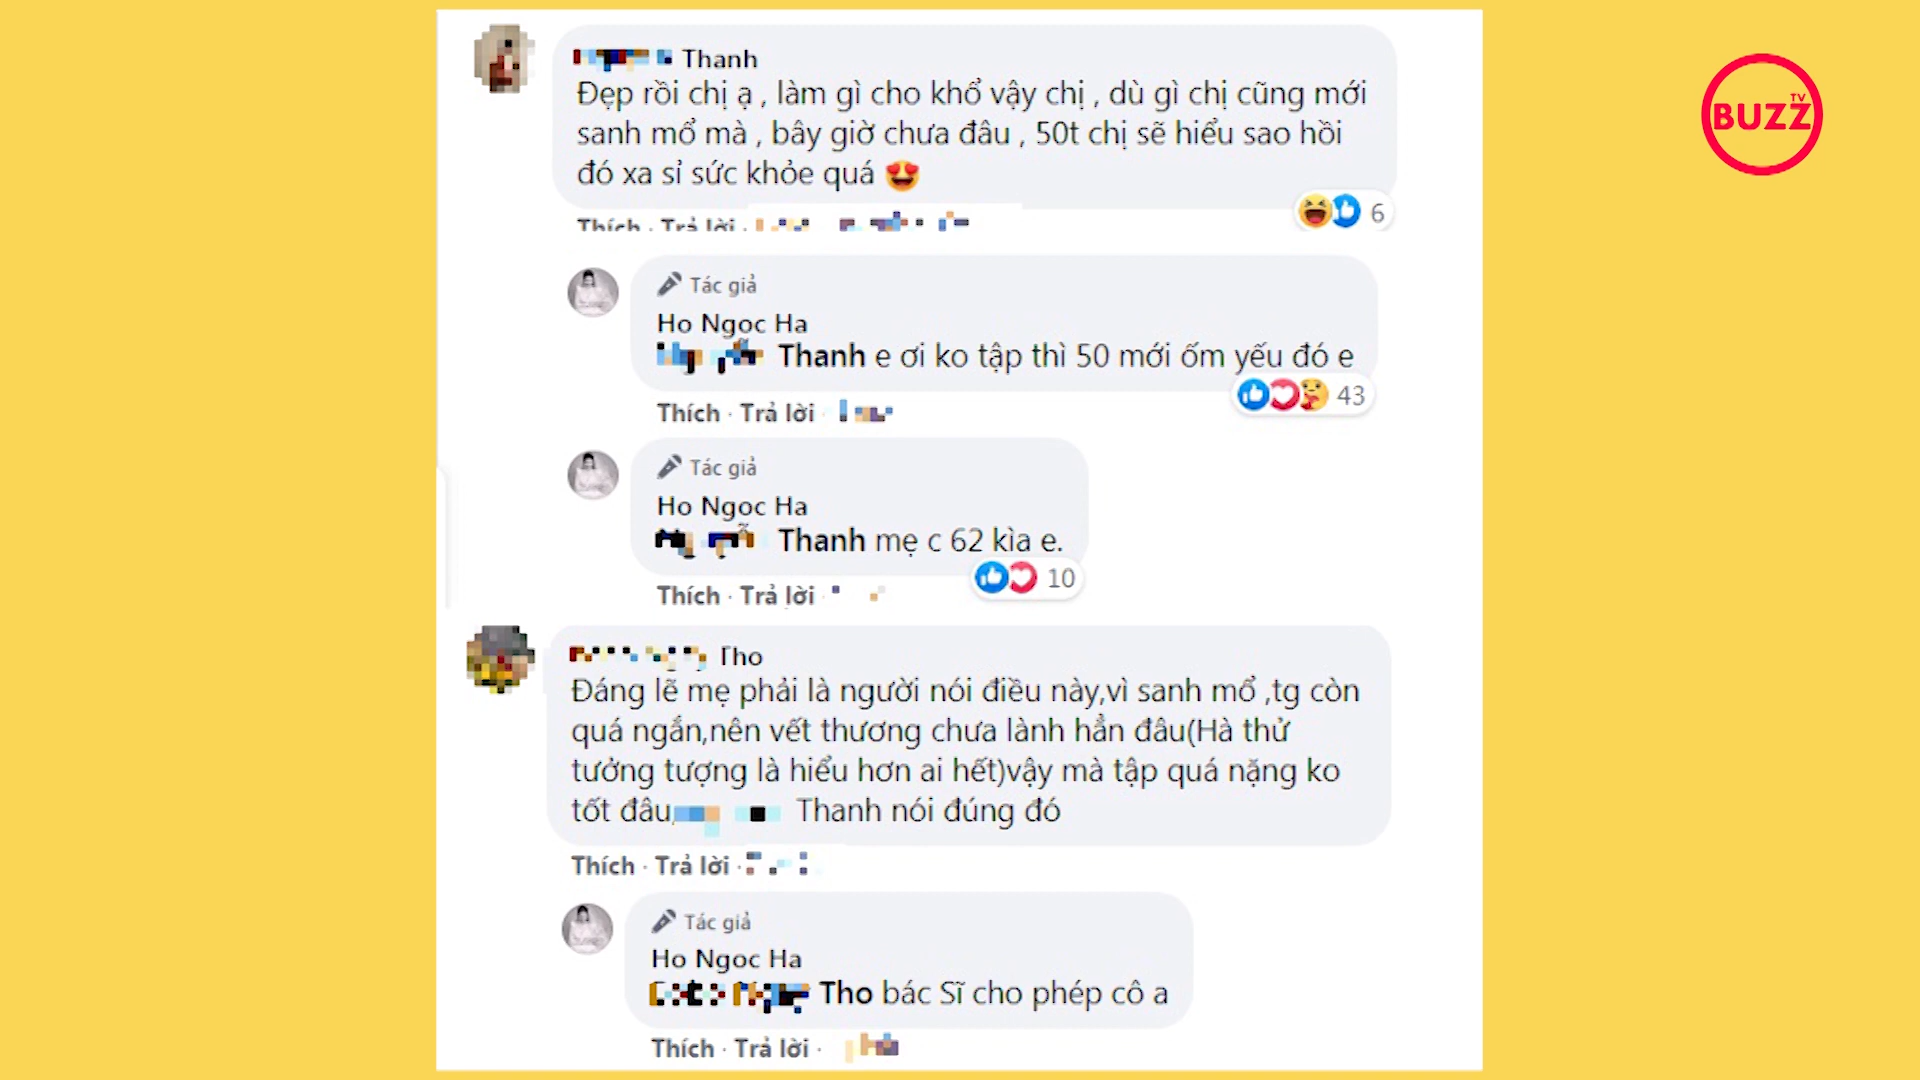 Thanh
Đẹp rồi chị ạ , làm gì cho khổ vậy chị , dù gì chị cũng mới
sanh mổ mà , bây giờ chưa đâu , 50t chị sẽ hiểu sao hồi
đó xa sỉ sức khỏe quá 😍
Thích · Trả lời ·
6
Tác giả
Ho Ngoc Ha
Thanh e ơi ko tập thì 50 mới ốm yếu đó e
43
Thích · Trả lời ·
Tác giả
Ho Ngoc Ha
Thanh mẹ c 62 kìa e.
10
Thích · Trả lời ·
Tho
Đáng lẽ mẹ phải là người nói điều này,vì sanh mổ ,tg còn
quá ngắn,nên vết thương chưa lành hẳn đâu(Hà thử
tưởng tượng là hiểu hơn ai hết)vậy mà tập quá nặng ko
tốt đâu, Thanh nói đúng đó
Thích · Trả lời ·
Tác giả
Ho Ngoc Ha
Tho bác Sĩ cho phép cô a
Thích · Trả lời ·
BUZZ TV